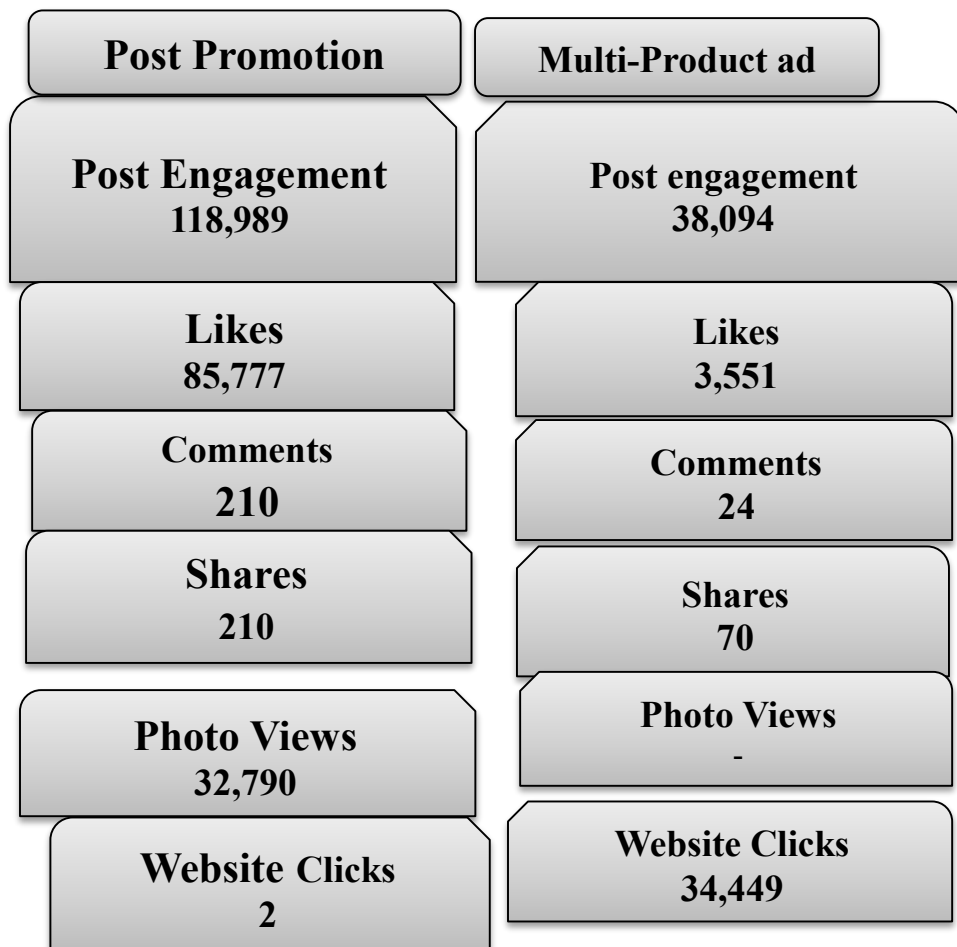 Post Promotion
Post Engagement
118,989
Likes
85,777
Comments
210
Shares
210
Photo Views
32,790
Website Clicks
2
Multi-Product ad
Post engagement
38,094
Likes
3,551
Comments
24
Shares
70
Photo Views
-
Website Clicks
34,449